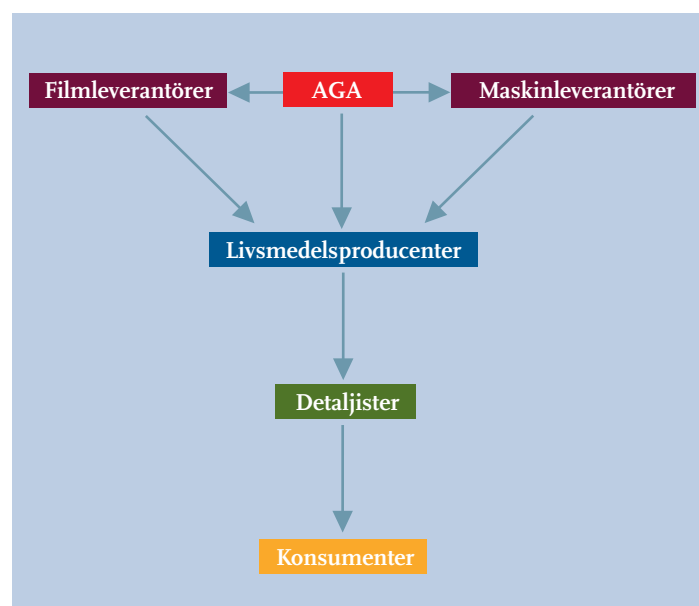 Filmleverantörer
AGA
Maskinleverantörer
Livsmedelsproducenter
Detaljister
Konsumenter